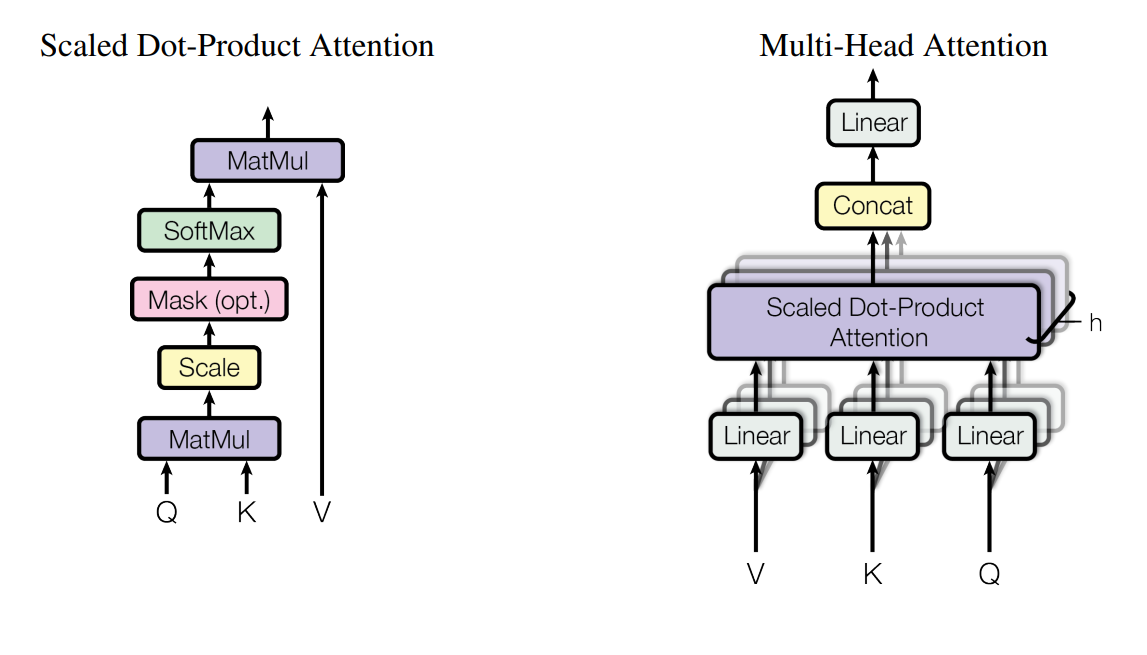 Scaled Dot-Product Attention
MatMul
SoftMax
Mask (opt.)
Scale
MatMul
Q K V
Multi-Head Attention
Linear
Concat
Scaled Dot-Product
Attention
h
Linear Linear Linear
V K Q